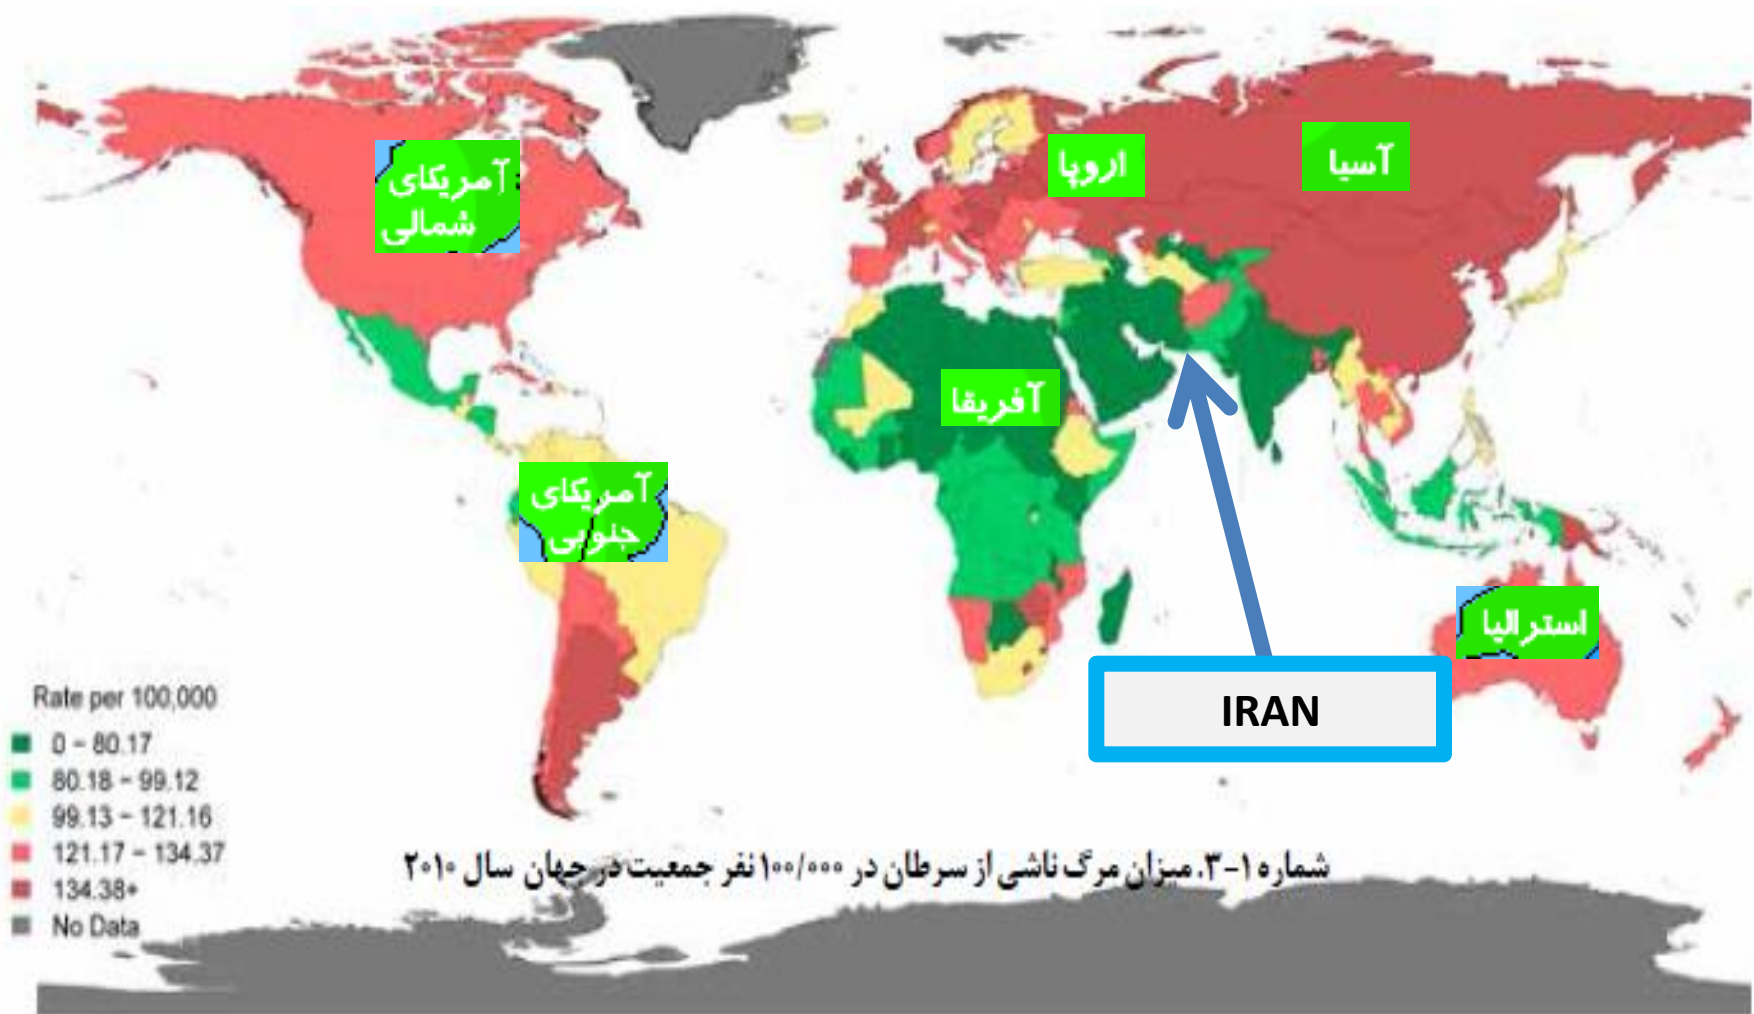 آمریکای
شمالی
اروپا
آسیا
آفریقا
آمریکای
جنوبی
استرالیا
IRAN
Rate per 100,000
0 - 80.17
80.18 - 99.12
99.13 - 121.16
121.17 - 134.37
134.38+
No Data
شماره ۱-۳. میزان مرگ ناشی از سرطان در ۱۰۰/۰۰۰ نفر جمعیت در جهان سال ۲۰۱۰